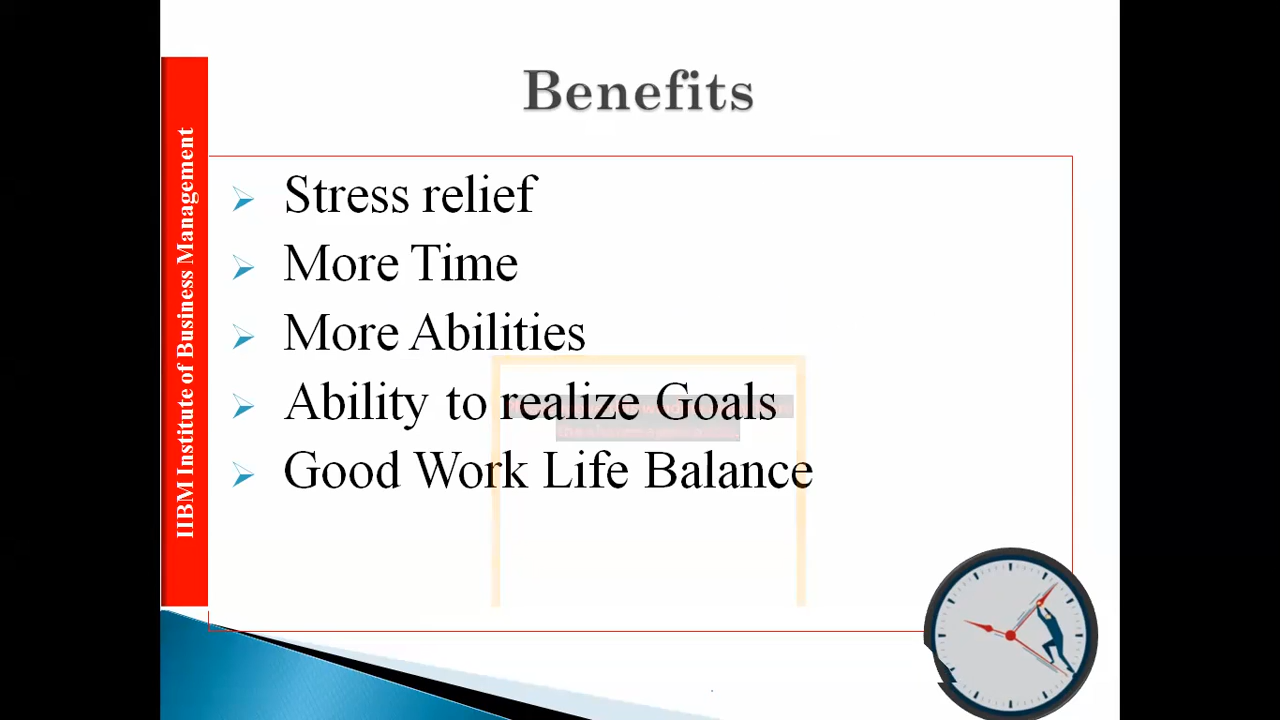 Benefits
IIBM Institute of Business Management
Stress relief
More Time
More Abilities
Ability to realize Goals
Good Work Life Balance